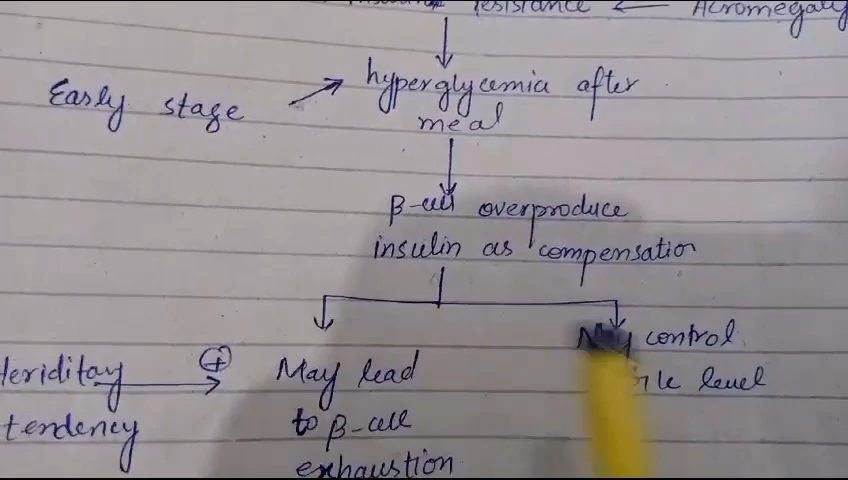 resistance ← Acromegaly
Early stage → hyperglycemia after
meal
β-cell overproduce
insulin as compensation
May control
level
Heriditary (+) → May lead
tendency to β-cell
exhaustion